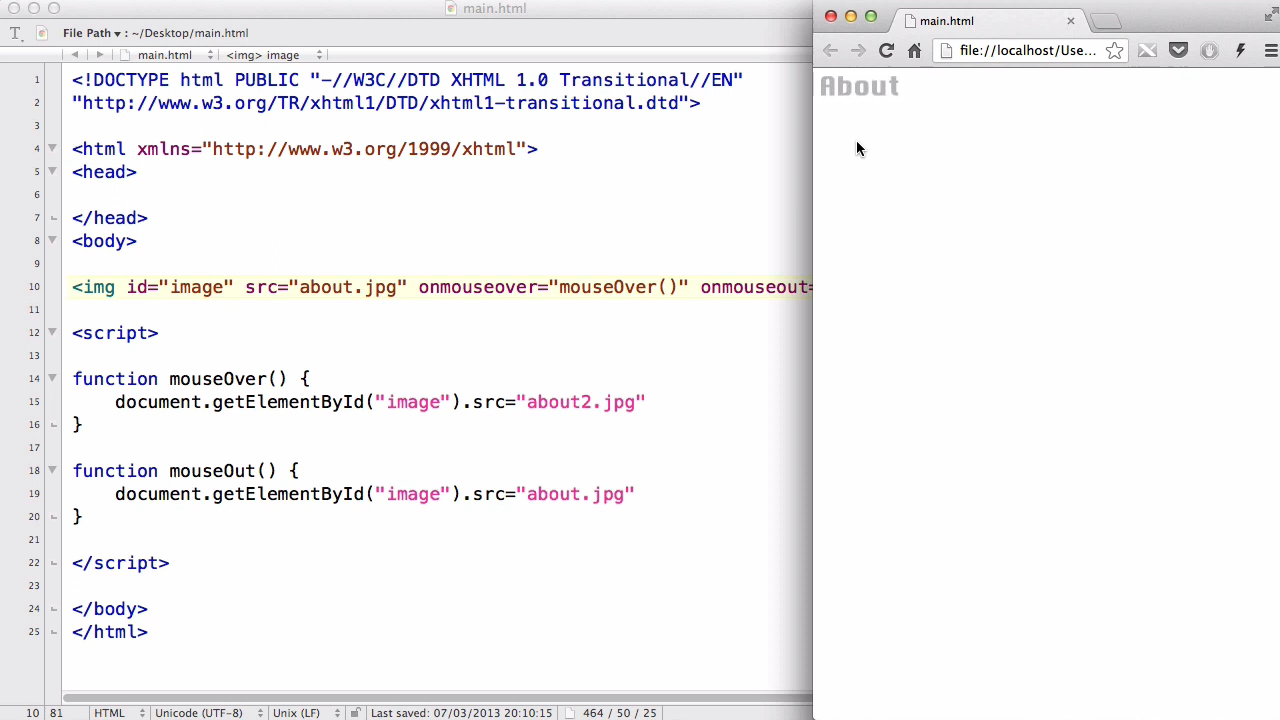 main.html
File Path ▾ : ~/Desktop/main.html
main.html <img> image
1 <!DOCTYPE html PUBLIC "-//W3C//DTD XHTML 1.0 Transitional//EN"
2 "http://www.w3.org/TR/xhtml1/DTD/xhtml1-transitional.dtd">
3
4 <html xmlns="http://www.w3.org/1999/xhtml">
5 <head>
6
7 </head>
8 <body>
9
10 <img id="image" src="about.jpg" onmouseover="mouseOver()" onmouseout=
11
12 <script>
13
14 function mouseOver() {
15 document.getElementById("image").src="about2.jpg"
16 }
17
18 function mouseOut() {
19 document.getElementById("image").src="about.jpg"
20 }
21
22 </script>
23
24 </body>
25 </html>
10 81 HTML Unicode (UTF-8) Unix (LF) Last saved: 07/03/2013 20:10:15 464 / 50 / 25
main.html
file://localhost/Use...
About